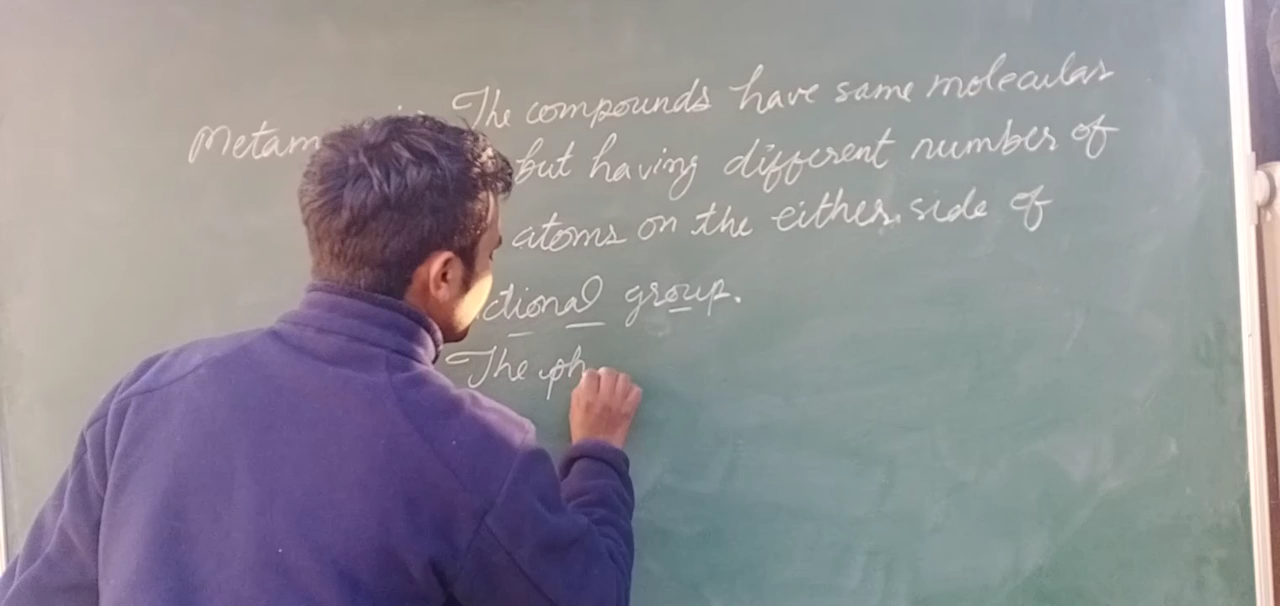 Metam The compounds have same molecular
but having different number of
atoms on the either side of
ctional group.
The ph